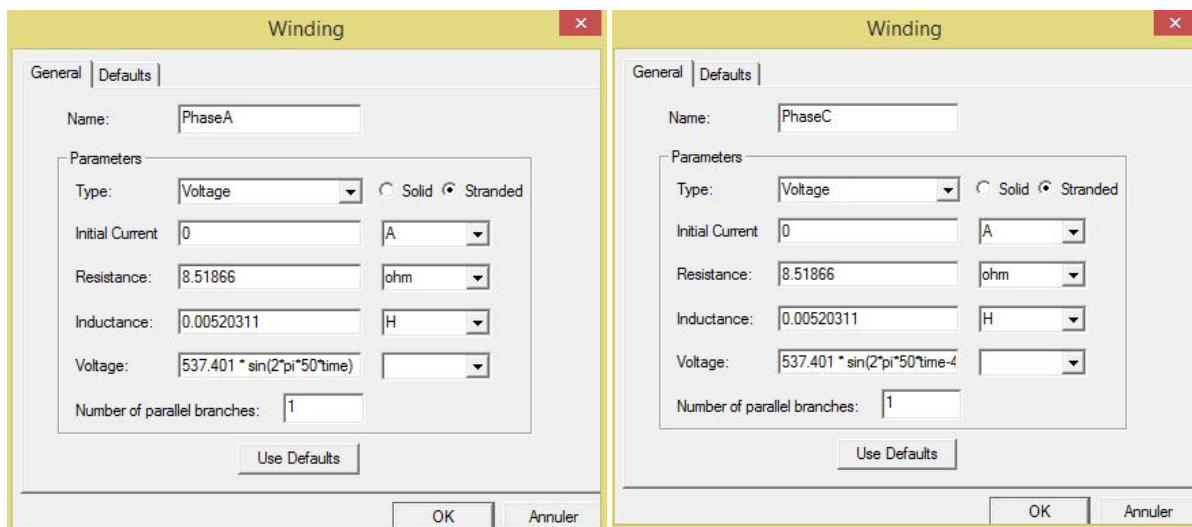 Winding
General Defaults
Name: PhaseA
Parameters
Type: Voltage Solid Stranded
Initial Current 0 A
Resistance: 8.51866 ohm
Inductance: 0.00520311 H
Voltage: 537.401 * sin(2*pi*50*time)
Number of parallel branches: 1
Use Defaults
OK Annuler
Winding
General Defaults
Name: PhaseC
Parameters
Type: Voltage Solid Stranded
Initial Current 0 A
Resistance: 8.51866 ohm
Inductance: 0.00520311 H
Voltage: 537.401 * sin(2*pi*50*time-4
Number of parallel branches: 1
Use Defaults
OK Annuler